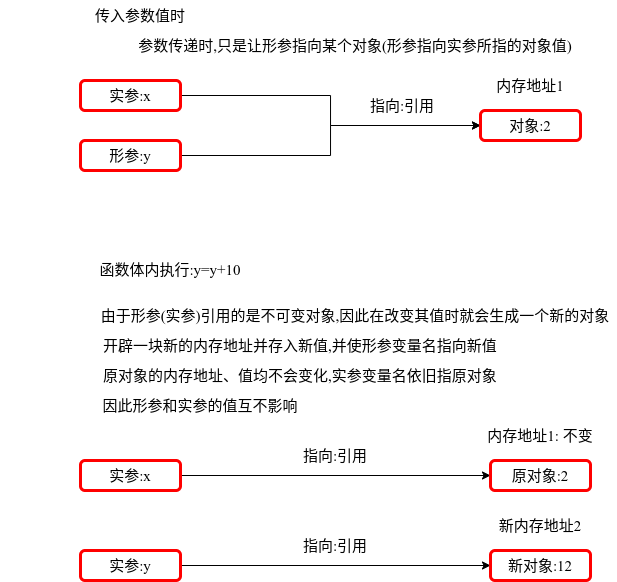 传入参数值时
参数传递时,只是让形参指向某个对象(形参指向实参所指的对象值)
内存地址1
实参:x
指向:引用
对象:2
形参:y
函数体内执行:y=y+10
由于形参(实参)引用的是不可变对象,因此在改变其值时就会生成一个新的对象
开辟一块新的内存地址并存入新值,并使形参变量名指向新值
原对象的内存地址、值均不会变化,实参变量名依旧指原对象
因此形参和实参的值互不影响
内存地址1: 不变
指向:引用
实参:x
原对象:2
新内存地址2
指向:引用
实参:y
新对象:12